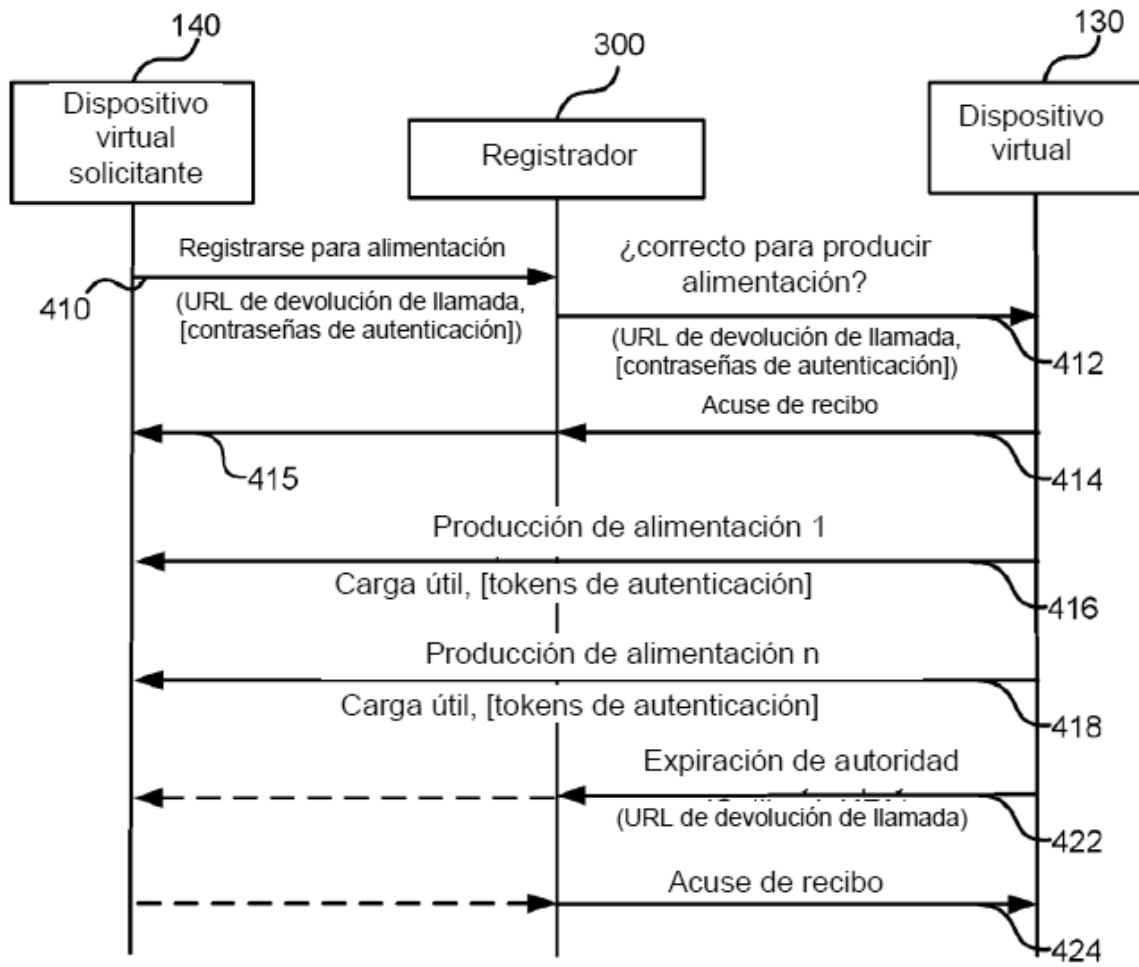 140
300
130
Dispositivo
virtual
solicitante
Registrador
Dispositivo
virtual
Registrarse para alimentación
410
(URL de devolución de llamada,
[contraseñas de autenticación])
¿correcto para producir
alimentación?
(URL de devolución de llamada,
[contraseñas de autenticación])
412
Acuse de recibo
415
414
Producción de alimentación 1
Carga útil, [tokens de autenticación]
416
Producción de alimentación n
Carga útil, [tokens de autenticación]
418
Expiración de autoridad
(URL de devolución de llamada)
422
Acuse de recibo
424